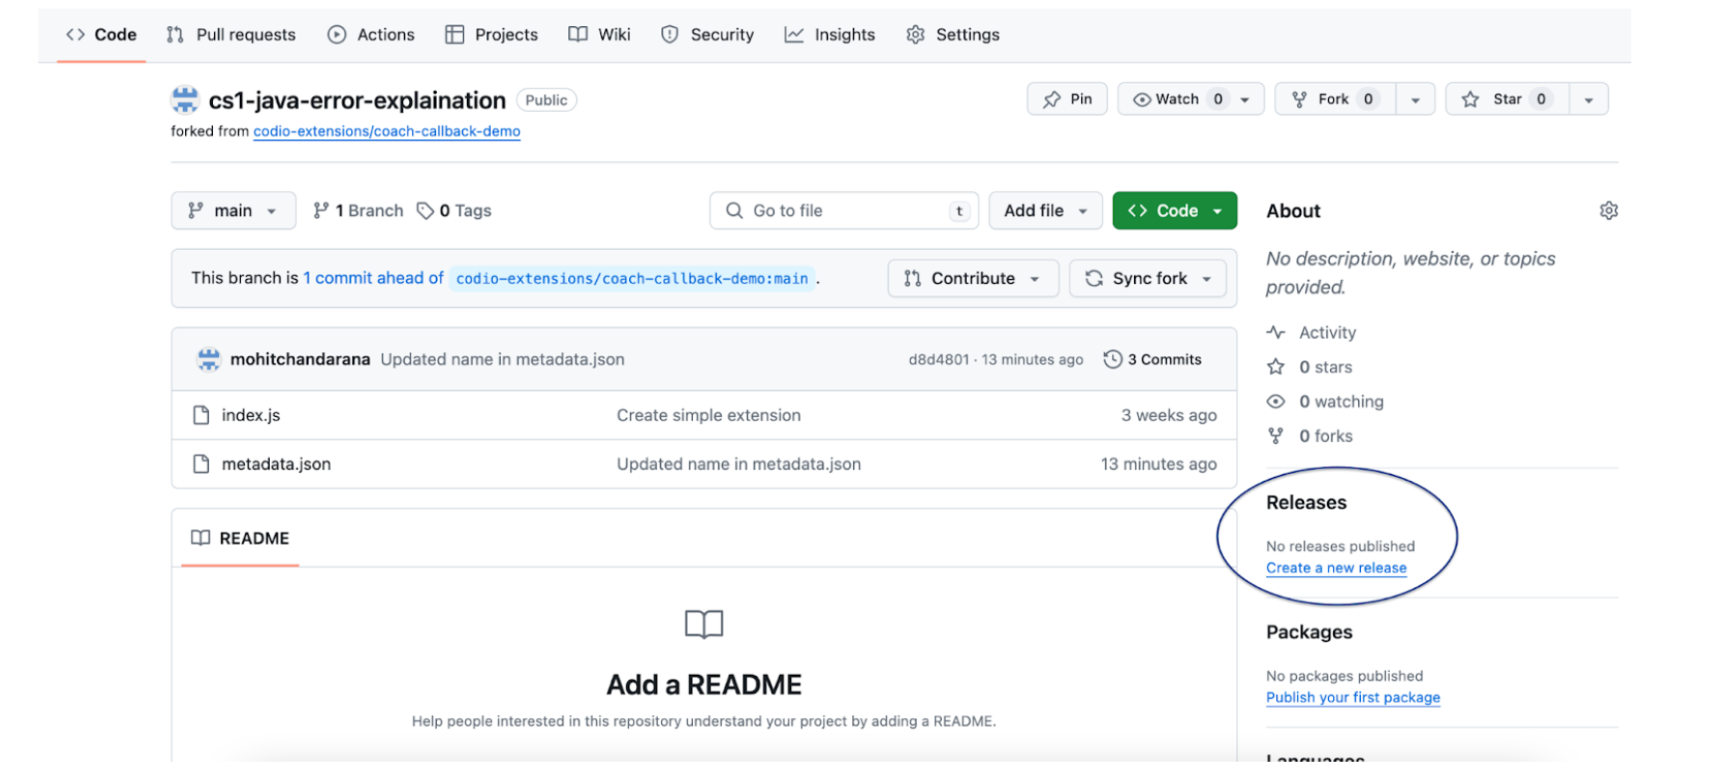 Code Pull requests Actions Projects Wiki Security Insights Settings
cs1-java-error-explaination Public
Pin Watch 0 Fork 0 Star 0
forked from codio-extensions/coach-callback-demo
main 1 Branch 0 Tags Go to file t Add file Code
This branch is 1 commit ahead of codio-extensions/coach-callback-demo:main . Contribute Sync fork
mohitchandarana Updated name in metadata.json d8d4801 · 13 minutes ago 3 Commits
index.js Create simple extension 3 weeks ago
metadata.json Updated name in metadata.json 13 minutes ago
README
Add a README
Help people interested in this repository understand your project by adding a README.
About
No description, website, or topics
provided.
Activity
0 stars
0 watching
0 forks
Releases
No releases published
Create a new release
Packages
No packages published
Publish your first package
Languages